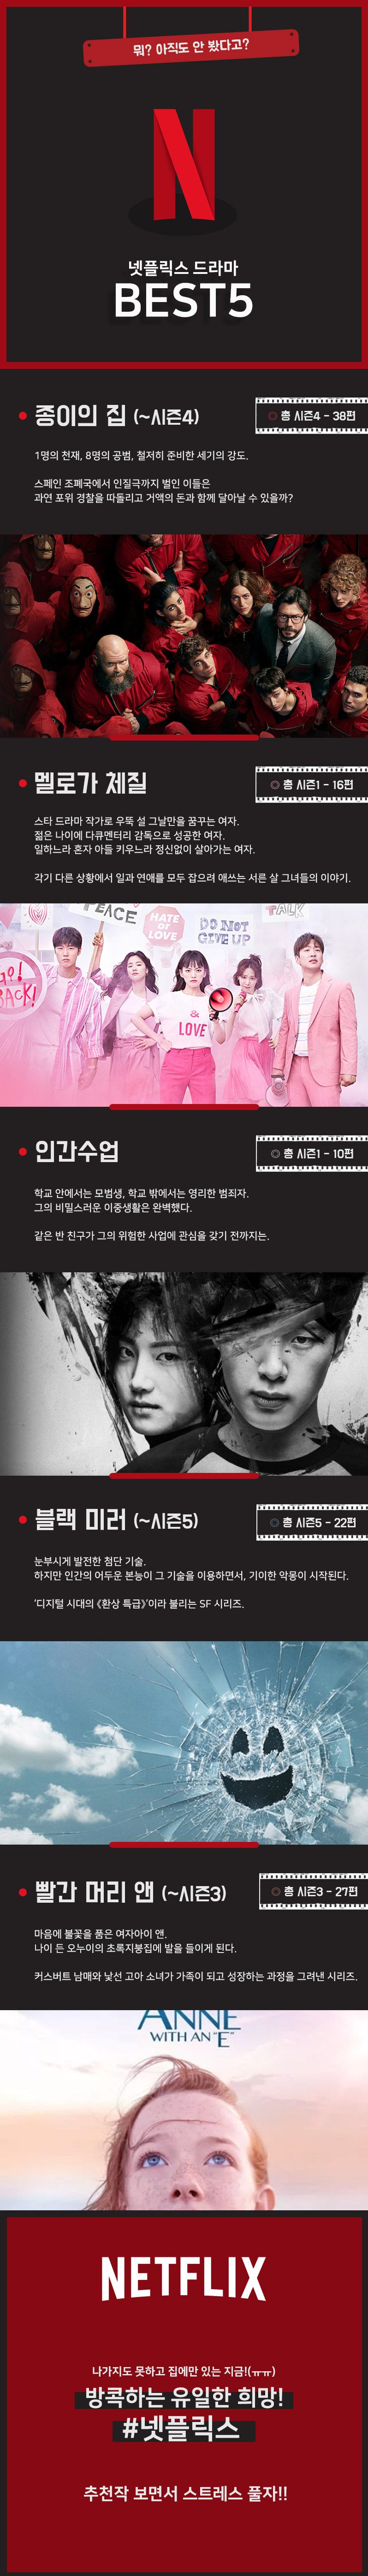 뭐? 아직도 안 봤다고?
N
넷플릭스 드라마
BEST5
종이의 집 (~시즌4)
총 시즌4 - 38편
1명의 천재, 8명의 공범, 철저히 준비한 세기의 강도.
스페인 조폐국에서 인질극까지 벌인 이들은
과연 포위 경찰을 따돌리고 거액의 돈과 함께 달아날 수 있을까?
멜로가 체질
총 시즌1 - 16편
스타 드라마 작가로 우뚝 설 그날만을 꿈꾸는 여자.
젊은 나이에 다큐멘터리 감독으로 성공한 여자.
일하느라 혼자 아이 키우느라 정신없이 살아가는 여자.
각기 다른 상황에서 일과 연애를 모두 잡으려 애쓰는 서른 살 그녀들의 이야기.
PEACE
HATE
or
LOVE
DO NOT
GIVE UP
TALK
GO!
BACK!
&
LOVE
인간수업
총 시즌1 - 10편
학교 안에서는 모범생, 학교 밖에서는 영리한 범죄자.
그의 비밀스러운 이중생활은 완벽했다.
같은 반 친구가 그의 위험한 사업에 관심을 갖기 전까지는.
블랙 미러 (~시즌5)
총 시즌5 - 22편
눈부시게 발전한 첨단 기술.
하지만 인간의 어두운 본능이 그 기술을 이용하면서, 기이한 악몽이 시작된다.
‘디지털 시대의 《환상 특급》’이라 불리는 SF 시리즈.
빨간 머리 앤 (~시즌3)
총 시즌3 - 27편
마음에 불꽃을 품은 여자아이 앤.
나이 든 오누이의 초록지붕집에 발을 들이게 된다.
커스버트 남매와 낯선 고아 소녀가 가족이 되고 성장하는 과정을 그려낸 시리즈.
ANNE
WITH AN "E"
NETFLIX
나가지도 못하고 집에만 있는 지금!(ㅠㅠ)
방콕하는 유일한 희망!
#넷플릭스
추천작 보면서 스트레스 풀자!!